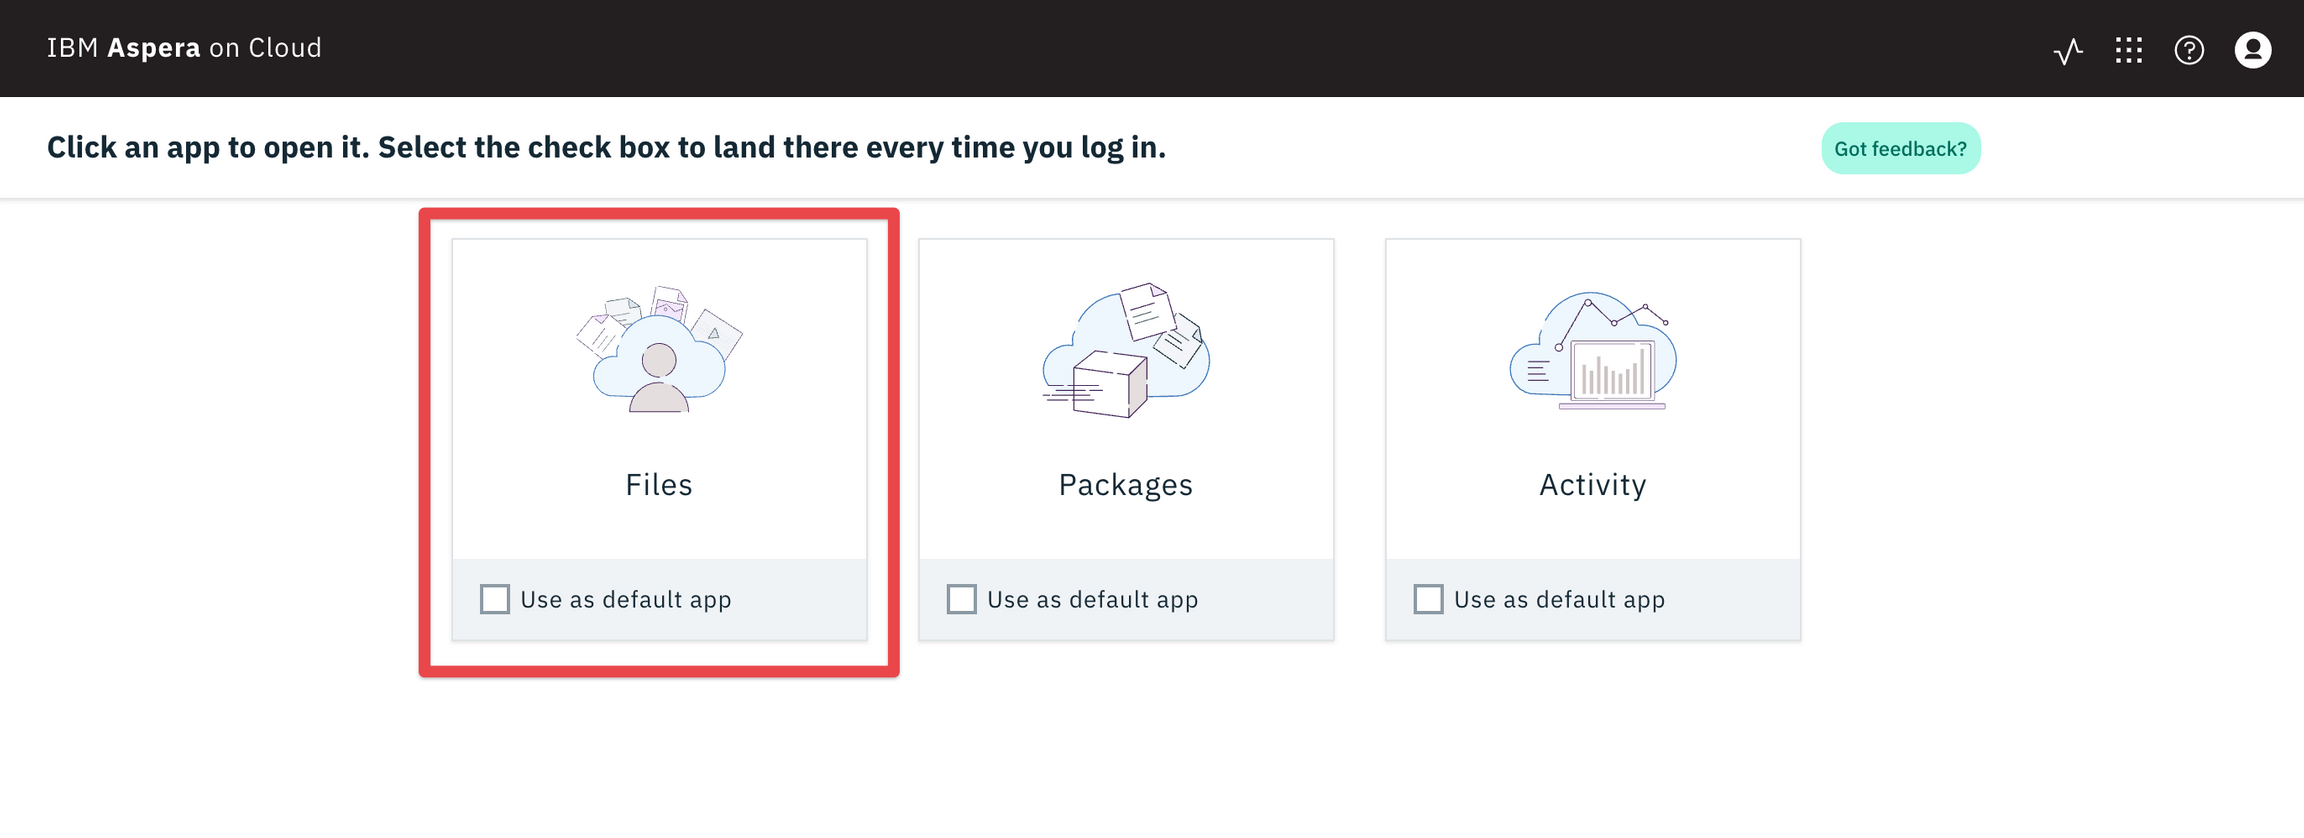 IBM Aspera on Cloud
Click an app to open it. Select the check box to land there every time you log in.
Got feedback?
Files
Use as default app
Packages
Use as default app
Activity
Use as default app